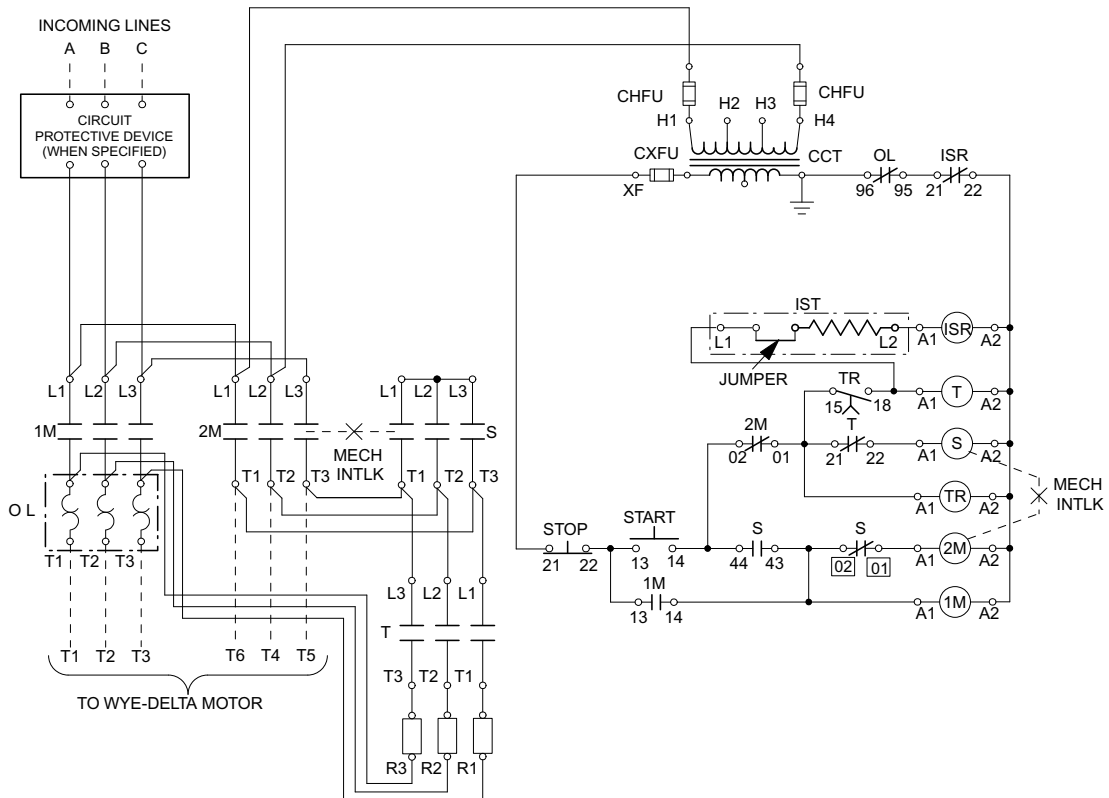 INCOMING LINES
A B C
CIRCUIT
PROTECTIVE DEVICE
(WHEN SPECIFIED)
CHFU
CHFU
H1 H2 H3 H4
CXFU
CCT
OL
ISR
XF
96 95 21 22
IST
L1 L2
ISR
A1 A2
JUMPER
TR
15 18
T
A1 A2
L1 L2 L3
L1 L2 L3
L1 L2 L3
1M
2M
S
MECH
INTLK
2M
02 01
T
21 22
S
A1 A2
T1 T2 T3
T1 T2 T3
TR
A1 A2
MECH
INTLK
O L
STOP
21 22
START
13 14
S
44 43
S
02 01
2M
A1 A2
T1 T2 T3
1M
13 14
1M
A1 A2
L3 L2 L1
T
T1 T2 T3
T6 T4 T5
T3 T2 T1
TO WYE-DELTA MOTOR
R3 R2 R1